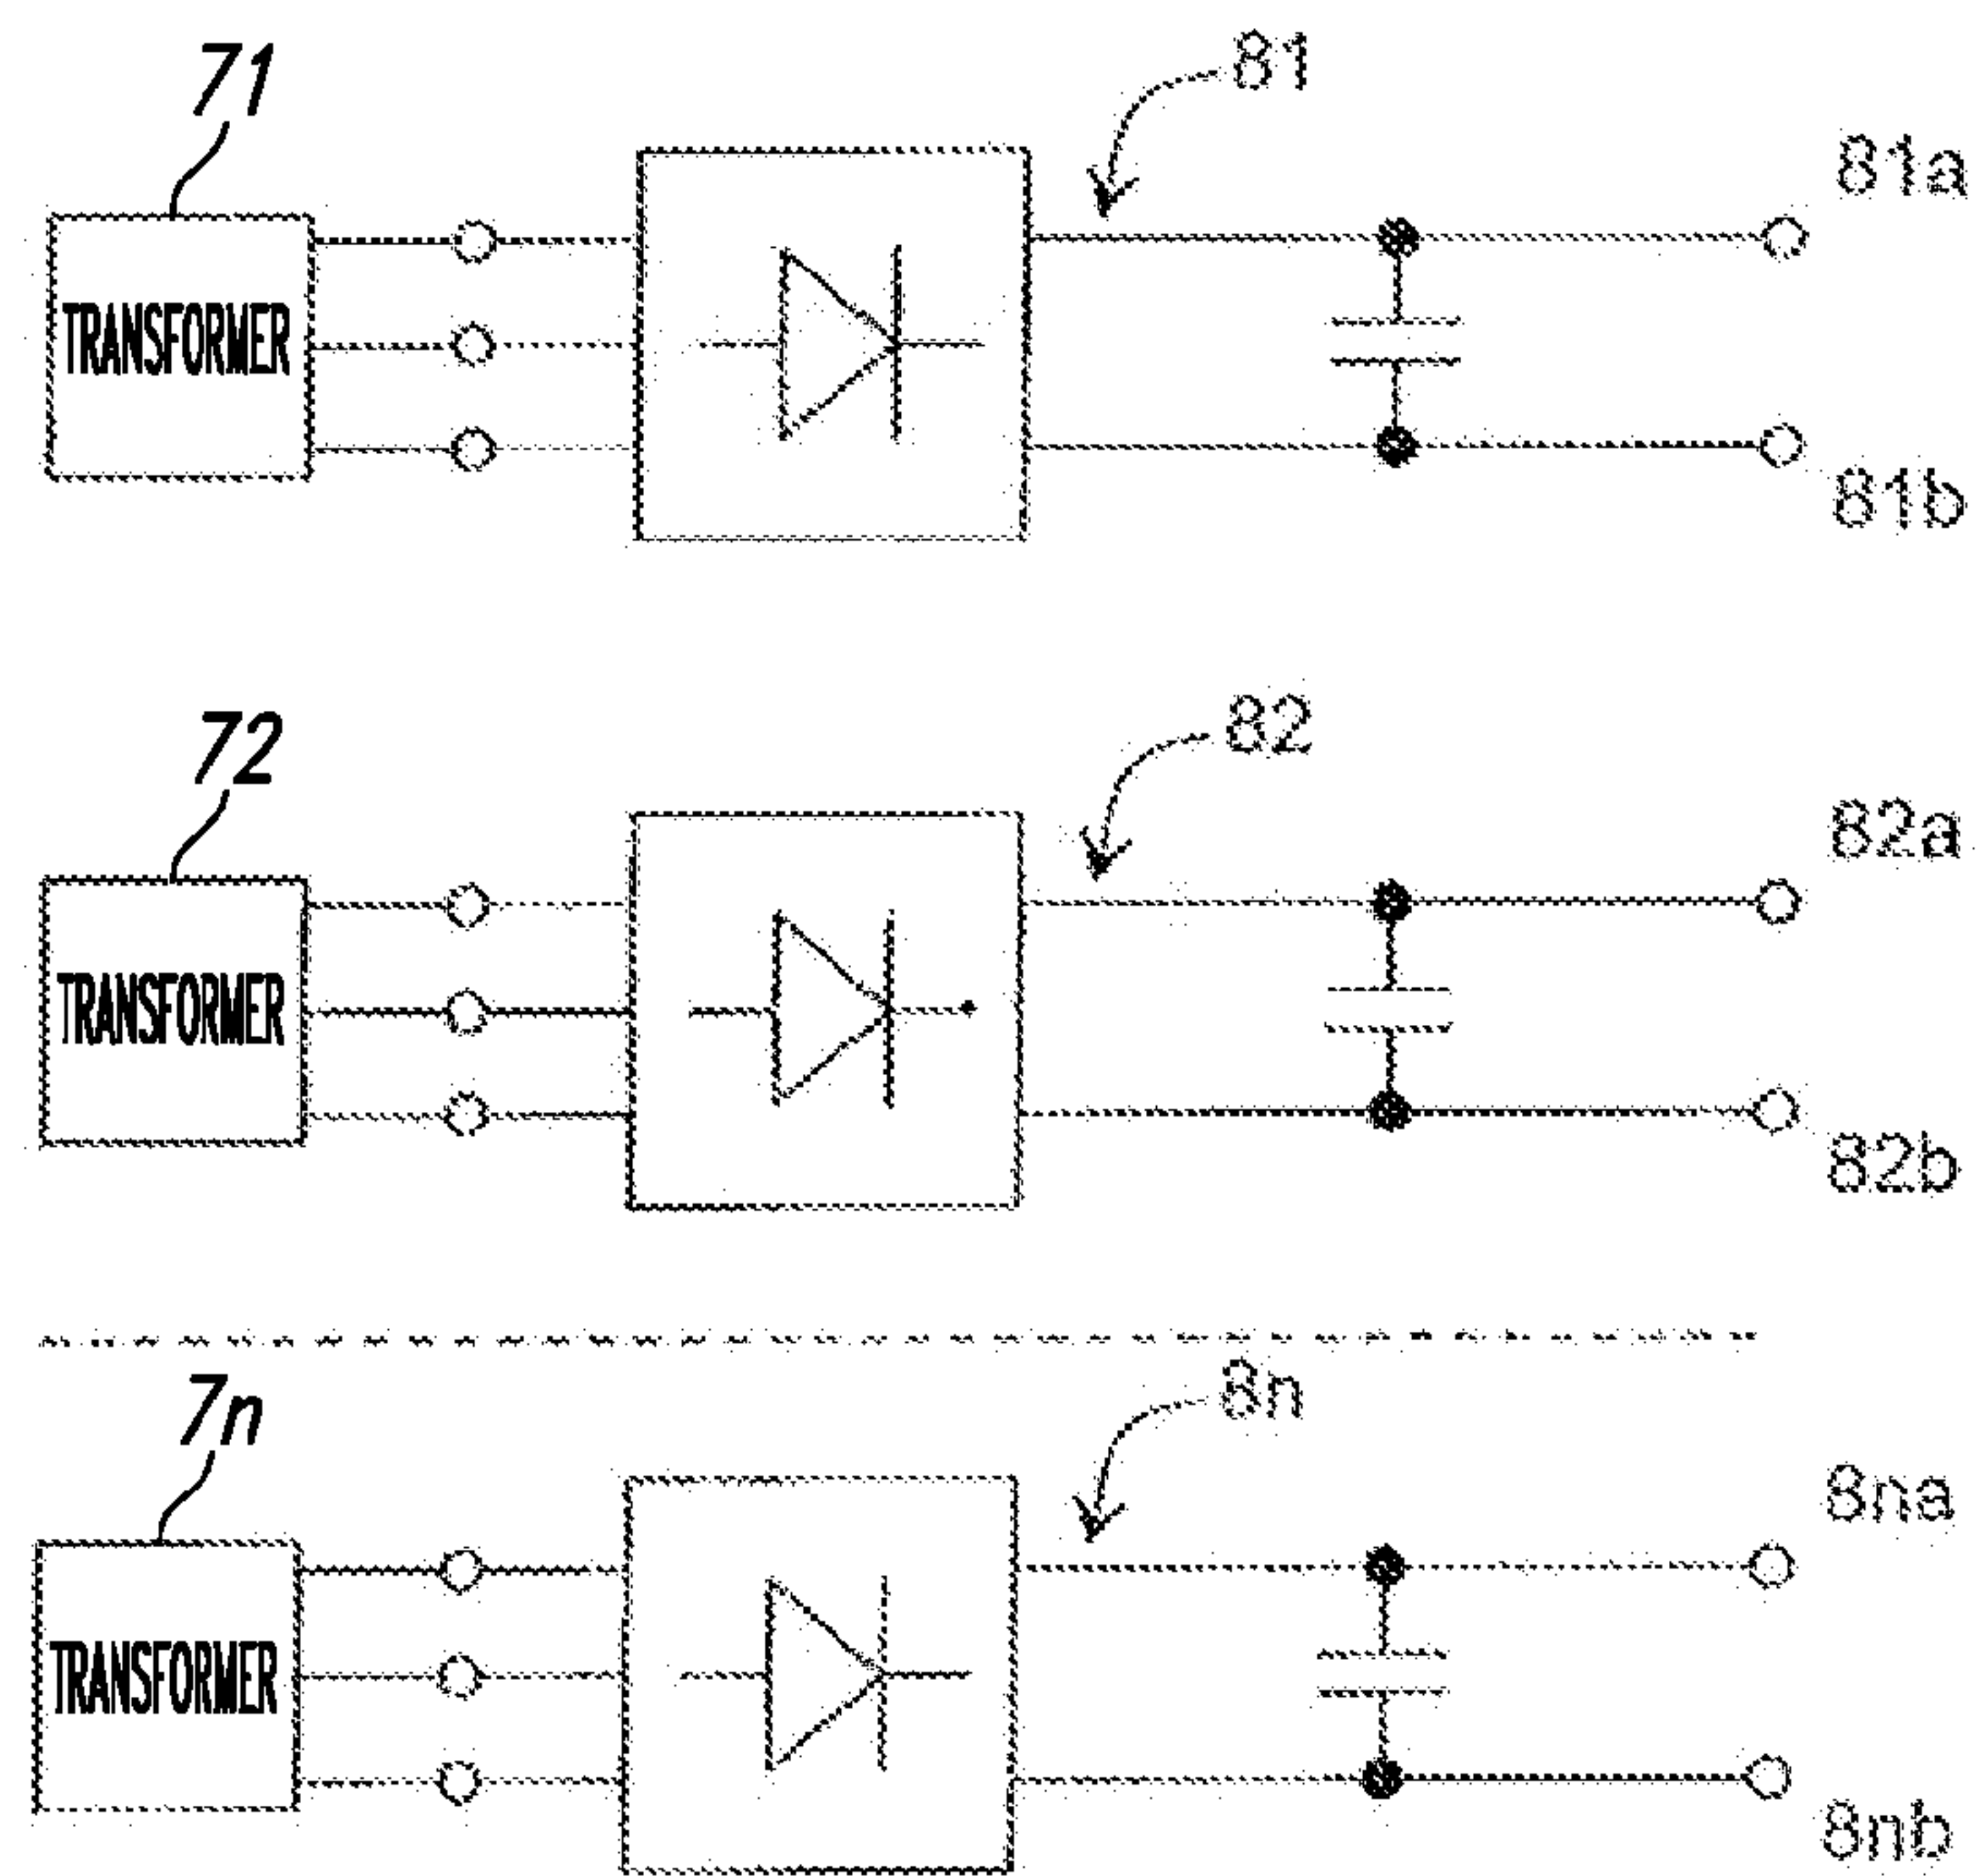 71
81
81a
TRANSFORMER
81b
72
82
82a
TRANSFORMER
82b
7n
8n
8na
TRANSFORMER
8nb